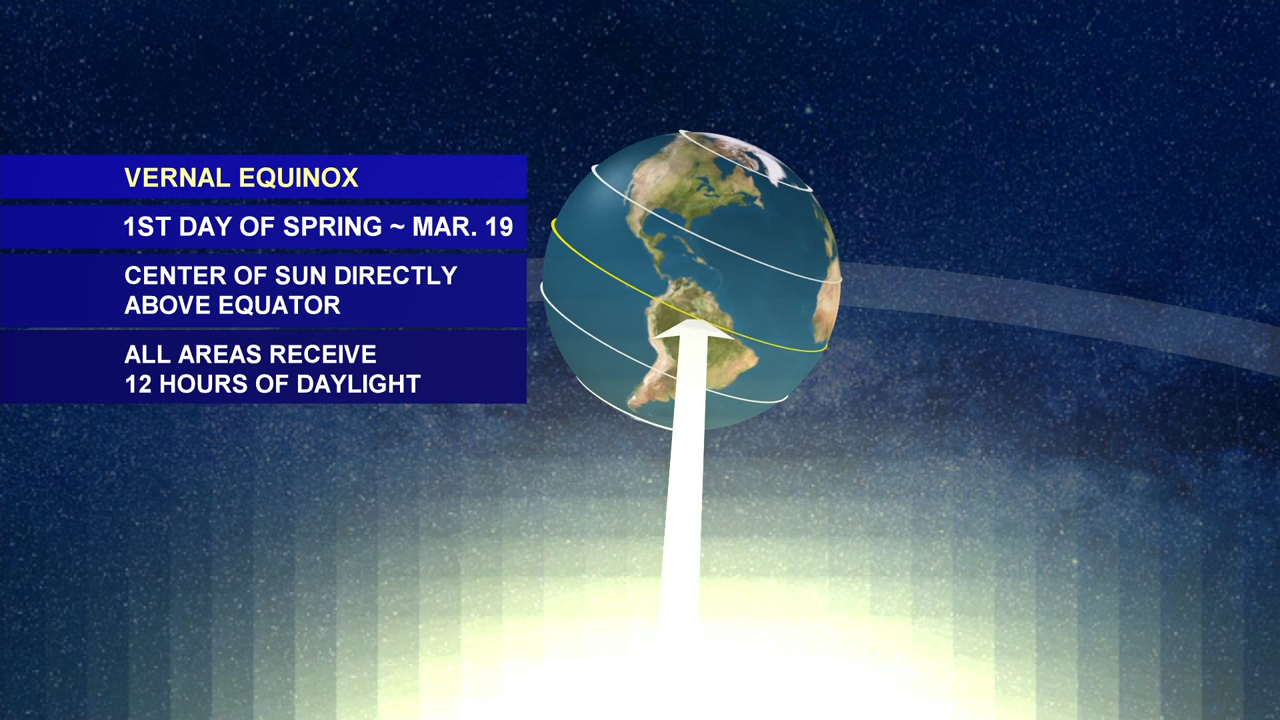 VERNAL EQUINOX
1ST DAY OF SPRING ~ MAR. 19
CENTER OF SUN DIRECTLY
ABOVE EQUATOR
ALL AREAS RECEIVE
12 HOURS OF DAYLIGHT